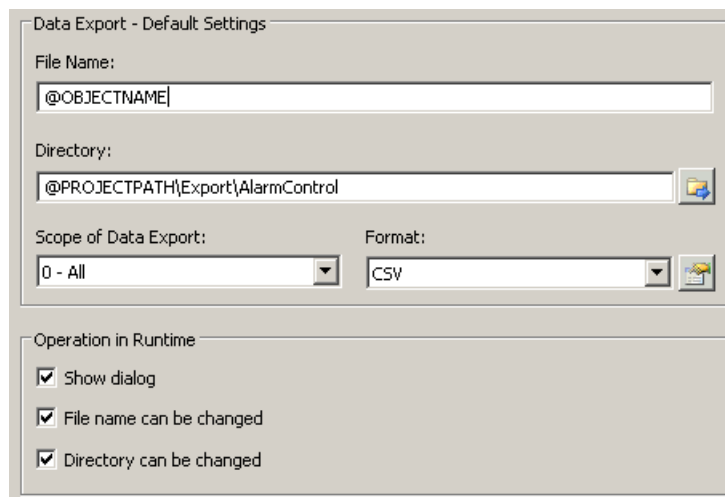 Data Export - Default Settings
File Name:
@OBJECTNAME
Directory:
@PROJECTPATH\Export\AlarmControl
Scope of Data Export: Format:
0 - All CSV
Operation in Runtime
Show dialog
File name can be changed
Directory can be changed